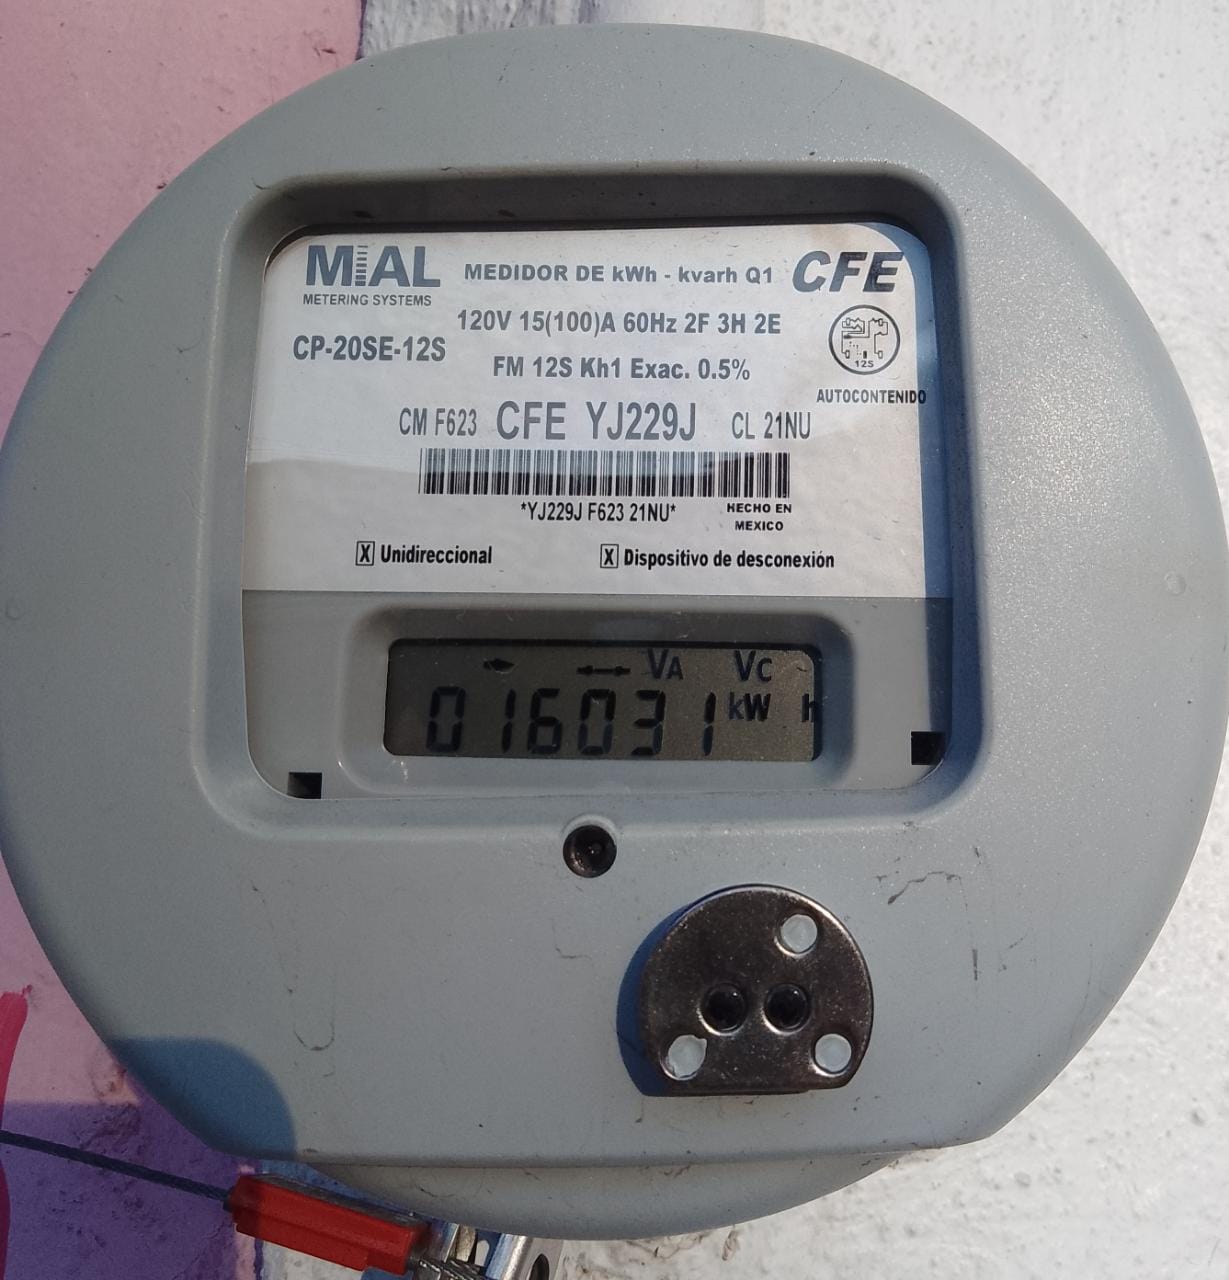 MIAL
METERING SYSTEMS
MEDIDOR DE kWh - kvarh Q1
CFE
120V 15(100)A 60Hz 2F 3H 2E
CP-20SE-12S
FM 12S Kh1 Exac. 0.5%
12S
AUTOCONTENIDO
CM F623 CFE YJ229J CL 21NU
*YJ229J F623 21NU*
HECHO EN
MEXICO
X Unidireccional
X Dispositivo de desconexión
VA VC
016031 kW h